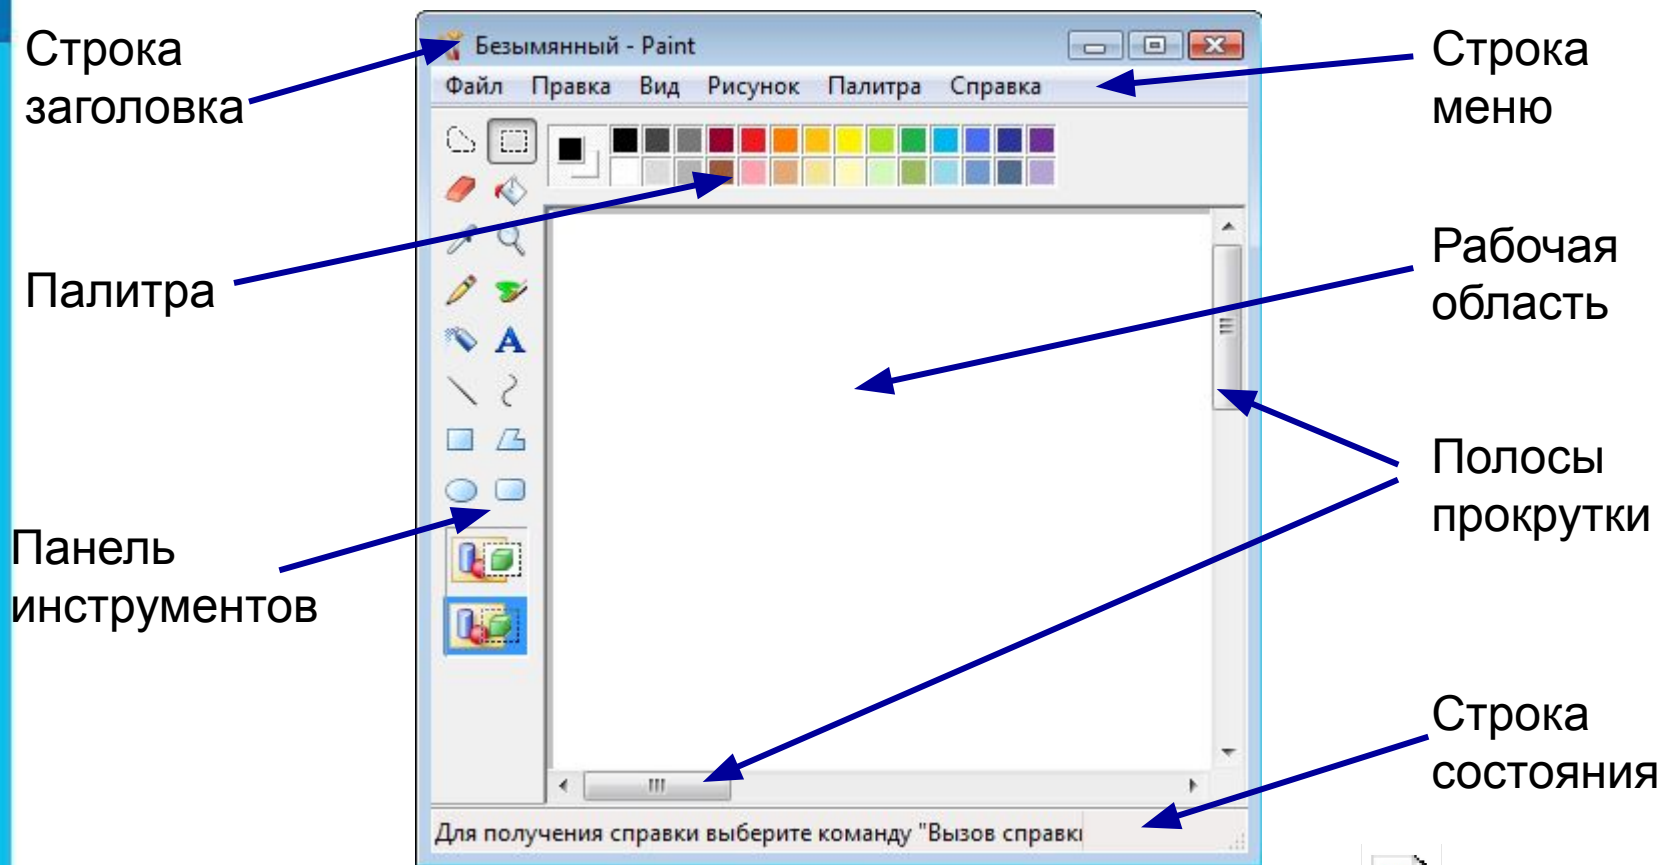 Строка
заголовка
Безымянный - Paint
Файл Правка Вид Рисунок Палитра Справка
Строка
меню
Палитра
A
Рабочая
область
Полосы
прокрутки
Панель
инструментов
Строка
состояния
Для получения справки выберите команду "Вызов справки